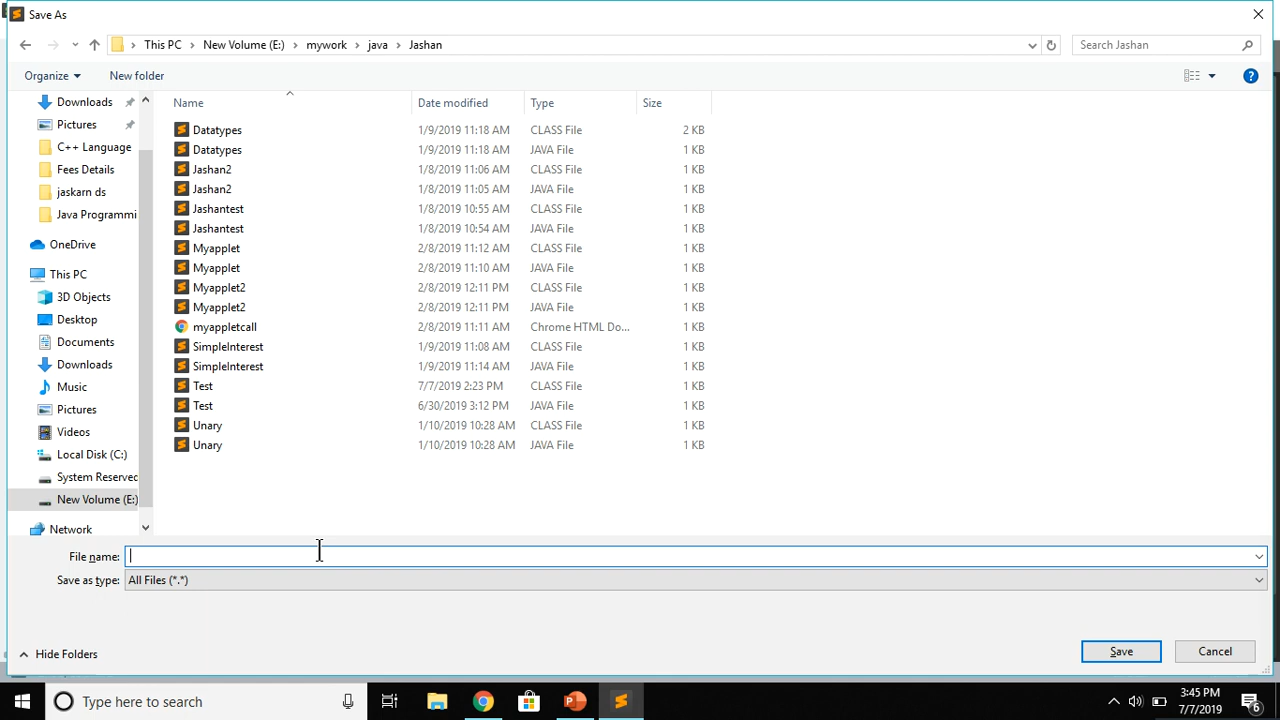 Save As
This PC New Volume (E:) mywork java Jashan Search Jashan
Organize New folder
Name Date modified Type Size
Downloads
Pictures
C++ Language
Fees Details
jaskarn ds
Java Programmi
OneDrive
This PC
3D Objects
Desktop
Documents
Downloads
Music
Pictures
Videos
Local Disk (C:)
System Reserved
New Volume (E:)
Network
Datatypes 1/9/2019 11:18 AM CLASS File 2 KB
Datatypes 1/9/2019 11:18 AM JAVA File 1 KB
Jashan2 1/8/2019 11:06 AM CLASS File 1 KB
Jashan2 1/8/2019 11:05 AM JAVA File 1 KB
Jashantest 1/8/2019 10:55 AM CLASS File 1 KB
Jashantest 1/8/2019 10:54 AM JAVA File 1 KB
Myapplet 2/8/2019 11:12 AM CLASS File 1 KB
Myapplet 2/8/2019 11:10 AM JAVA File 1 KB
Myapplet2 2/8/2019 12:11 PM CLASS File 1 KB
Myapplet2 2/8/2019 12:11 PM JAVA File 1 KB
myappletcall 2/8/2019 11:11 AM Chrome HTML Do... 1 KB
SimpleInterest 1/9/2019 11:08 AM CLASS File 1 KB
SimpleInterest 1/9/2019 11:14 AM JAVA File 1 KB
Test 7/7/2019 2:23 PM CLASS File 1 KB
Test 6/30/2019 3:12 PM JAVA File 1 KB
Unary 1/10/2019 10:28 AM CLASS File 1 KB
Unary 1/10/2019 10:28 AM JAVA File 1 KB
File name:
Save as type: All Files (*.*)
Hide Folders Save Cancel
Type here to search
3:45 PM
7/7/2019
6